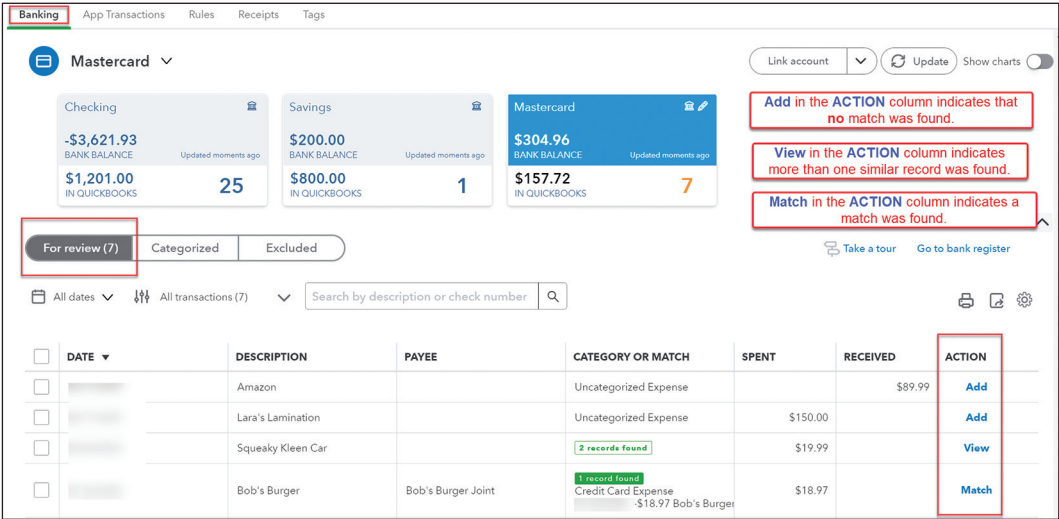 Banking App Transactions Rules Receipts Tags
Mastercard
Link account Update Show charts
Checking
-$3,621.93
BANK BALANCE Updated moments ago
$1,201.00
IN QUICKBOOKS
25
Savings
$200.00
BANK BALANCE Updated moments ago
$800.00
IN QUICKBOOKS
1
Mastercard
$304.96
BANK BALANCE Updated moments ago
$157.72
IN QUICKBOOKS
7
Add in the ACTION column indicates that
no match was found.
View in the ACTION column indicates
more than one similar record was found.
Match in the ACTION column indicates a
match was found.
For review (7) Categorized Excluded
Take a tour Go to bank register
All dates All transactions (7) Search by description or check number
DATE DESCRIPTION PAYEE CATEGORY OR MATCH SPENT RECEIVED ACTION
Amazon Uncategorized Expense $89.99 Add
Lara's Lamination Uncategorized Expense $150.00 Add
Squeaky Kleen Car 2 records found $19.99 View
1 record found
Bob's Burger Bob's Burger Joint Credit Card Expense $18.97 Match
-$18.97 Bob's Burger